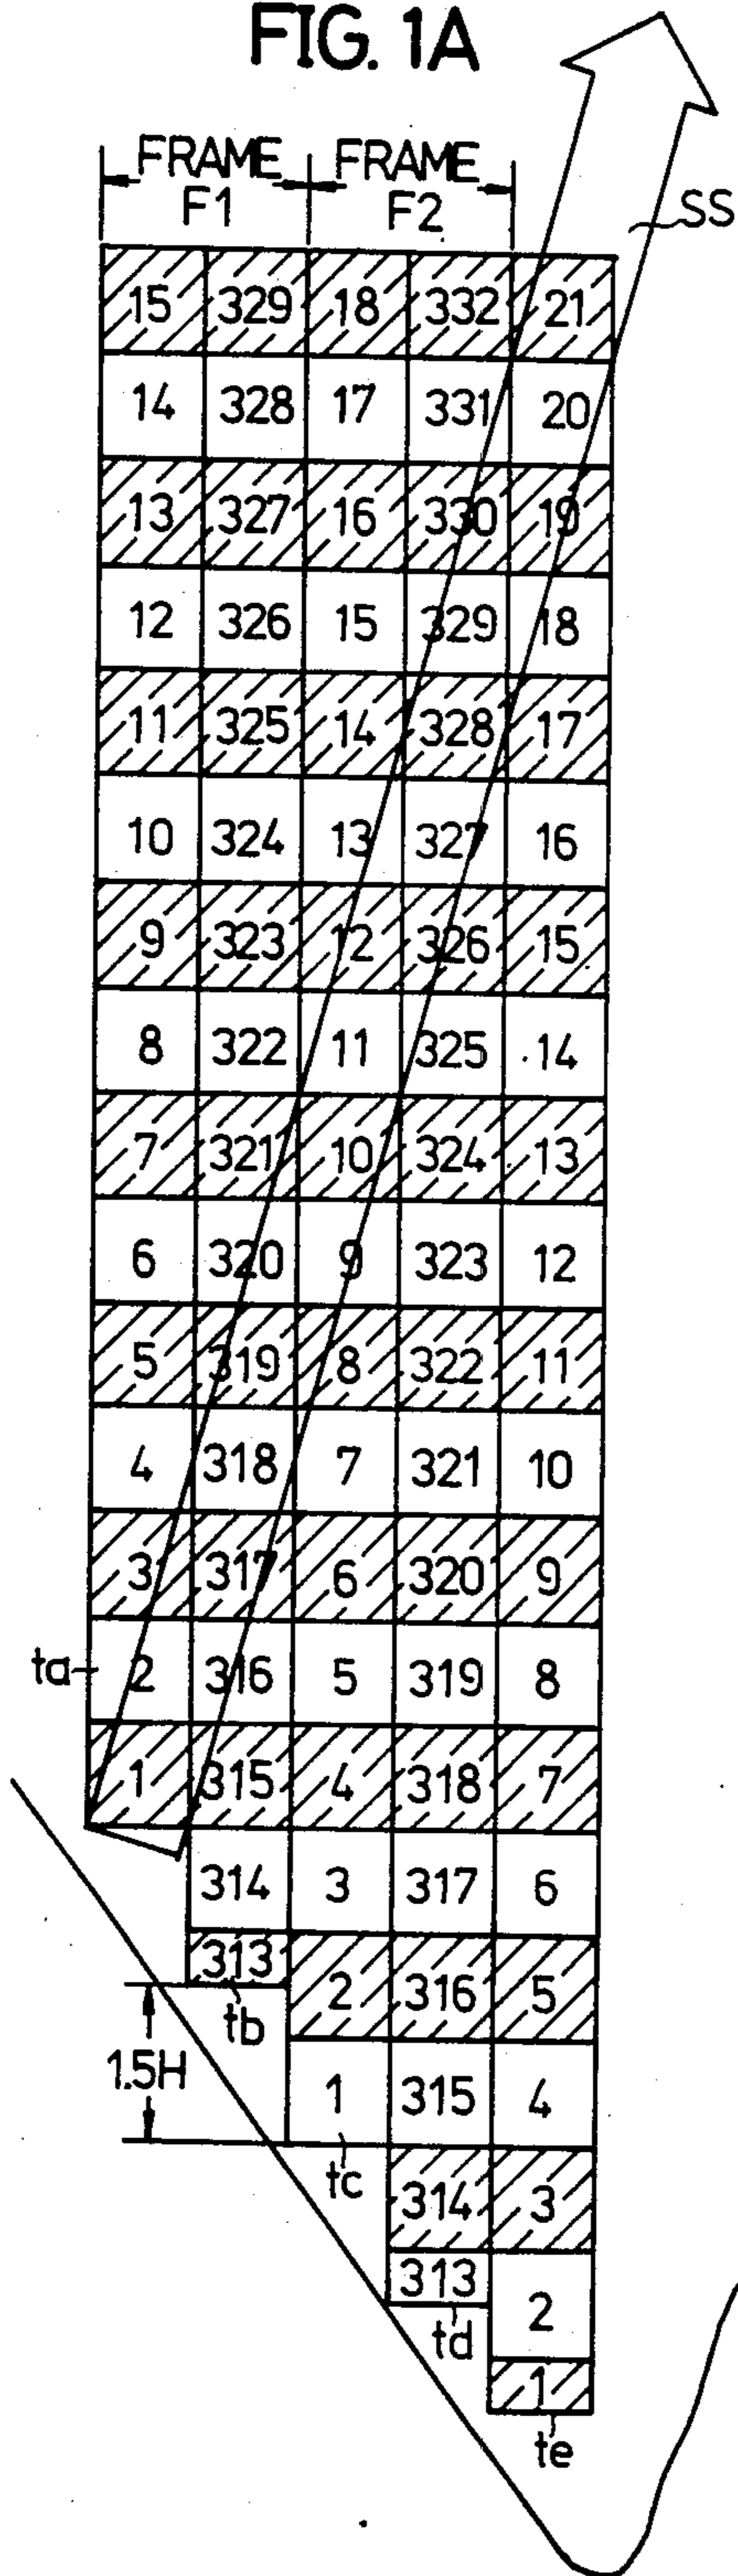 FIG. 1A
FRAME FRAME
F1 F2
SS
15 329 18 332 21
14 328 17 331 20
13 327 16 330 19
12 326 15 329 18
11 325 14 328 17
10 324 13 327 16
9 323 12 326 15
8 322 11 325 14
7 321 10 324 13
6 320 9 323 12
5 319 8 322 11
4 318 7 321 10
3 317 6 320 9
ta 2 316 5 319 8
1 315 4 318 7
314 3 317 6
313 2 316 5
tb
1.5H 1 315 4
tc 314 3
313 2
td
1
te